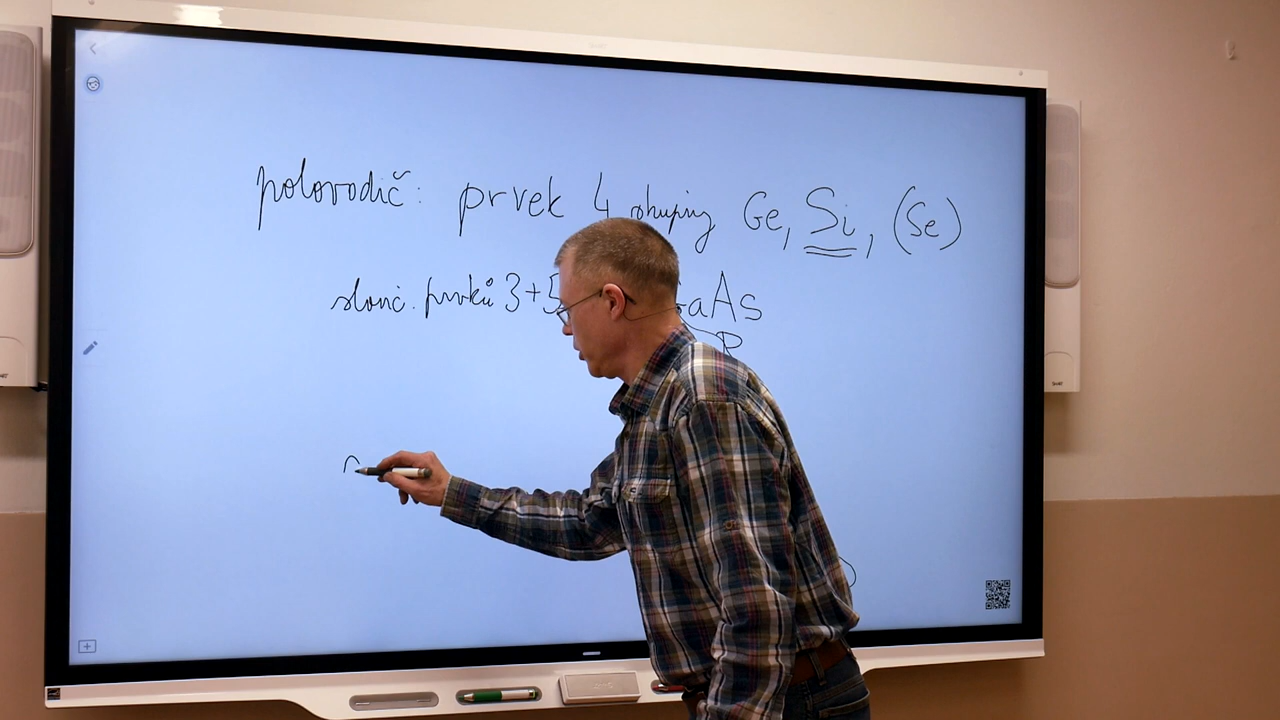 polovodič: prvek 4 skupiny Ge, Si, (Se)
slouč. prvků 3+5 aAs
P